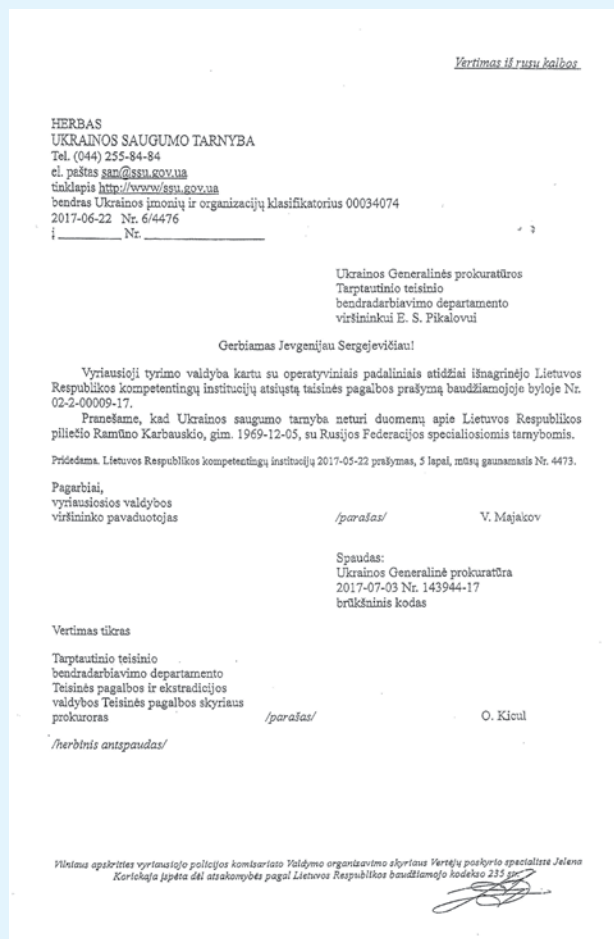 Vertimas iš rusų kalbos
HERBAS
UKRAINOS SAUGUMO TARNYBA
Tel. (044) 255-84-84
el. paštas san@ssu.gov.ua
tinklapis http://www/ssu.gov.ua
bendras Ukrainos įmonių ir organizacijų klasifikatorius 00034074
2017-06-22 Nr. 6/4476
į __________ Nr. __________________
Ukrainos Generalinės prokuratūros
Tarptautinio teisinio
bendradarbiavimo departamento
viršininkui E. S. Pikalovui
Gerbiamas Jevgenijau Sergejevičiau!
Vyriausioji tyrimo valdyba kartu su operatyviniais padaliniais atidžiai išnagrinėjo Lietuvos
Respublikos kompetentingų institucijų atsiųstą taisinės pagalbos prašymą baudžiamojoje byloje Nr.
02-2-00009-17.
Pranešame, kad Ukrainos saugumo tarnyba neturi duomenų apie Lietuvos Respublikos
piliečio Ramūno Karbauskio, gim. 1969-12-05, su Rusijos Federacijos specialiosiomis tarnybomis.
Pridedama. Lietuvos Respublikos kompetentingų institucijų 2017-05-22 prašymas, 5 lapai, mūsų gaunamasis Nr. 4473.
Pagarbiai,
vyriausiosios valdybos
viršininko pavaduotojas /parašas/ V. Majakov
Spaudas:
Ukrainos Generalinė prokuratūra
2017-07-03 Nr. 143944-17
brūkšninis kodas
Vertimas tikras
Tarptautinio teisinio
bendradarbiavimo departamento
Teisinės pagalbos ir ekstradicijos
valdybos Teisinės pagalbos skyriaus
prokuroras /parašas/ O. Kicul
/herbinis antspaudas/
Vilniaus apskrities vyriausiojo policijos komisariato Valdymo organizavimo skyriaus Vertėjų poskyrio specialistė Jelena
Korickaja įspėta dėl atsakomybės pagal Lietuvos Respublikos baudžiamojo kodekso 235 str.